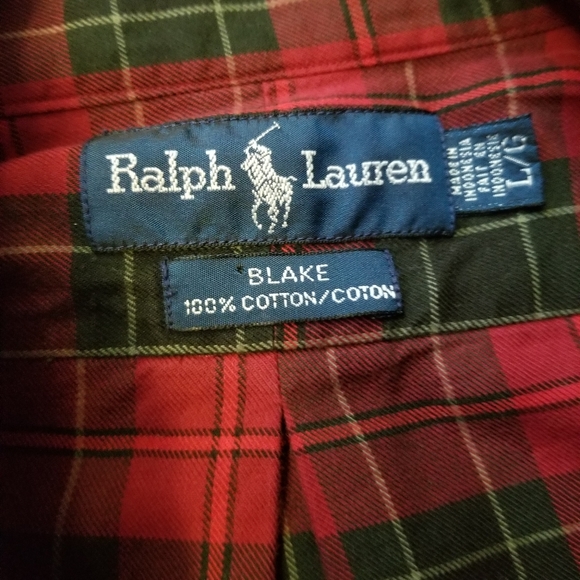 Ralph Lauren
MADE IN
INDONESIA
FAIT EN
INDONESIE
L/G
BLAKE
100% COTTON/COTON